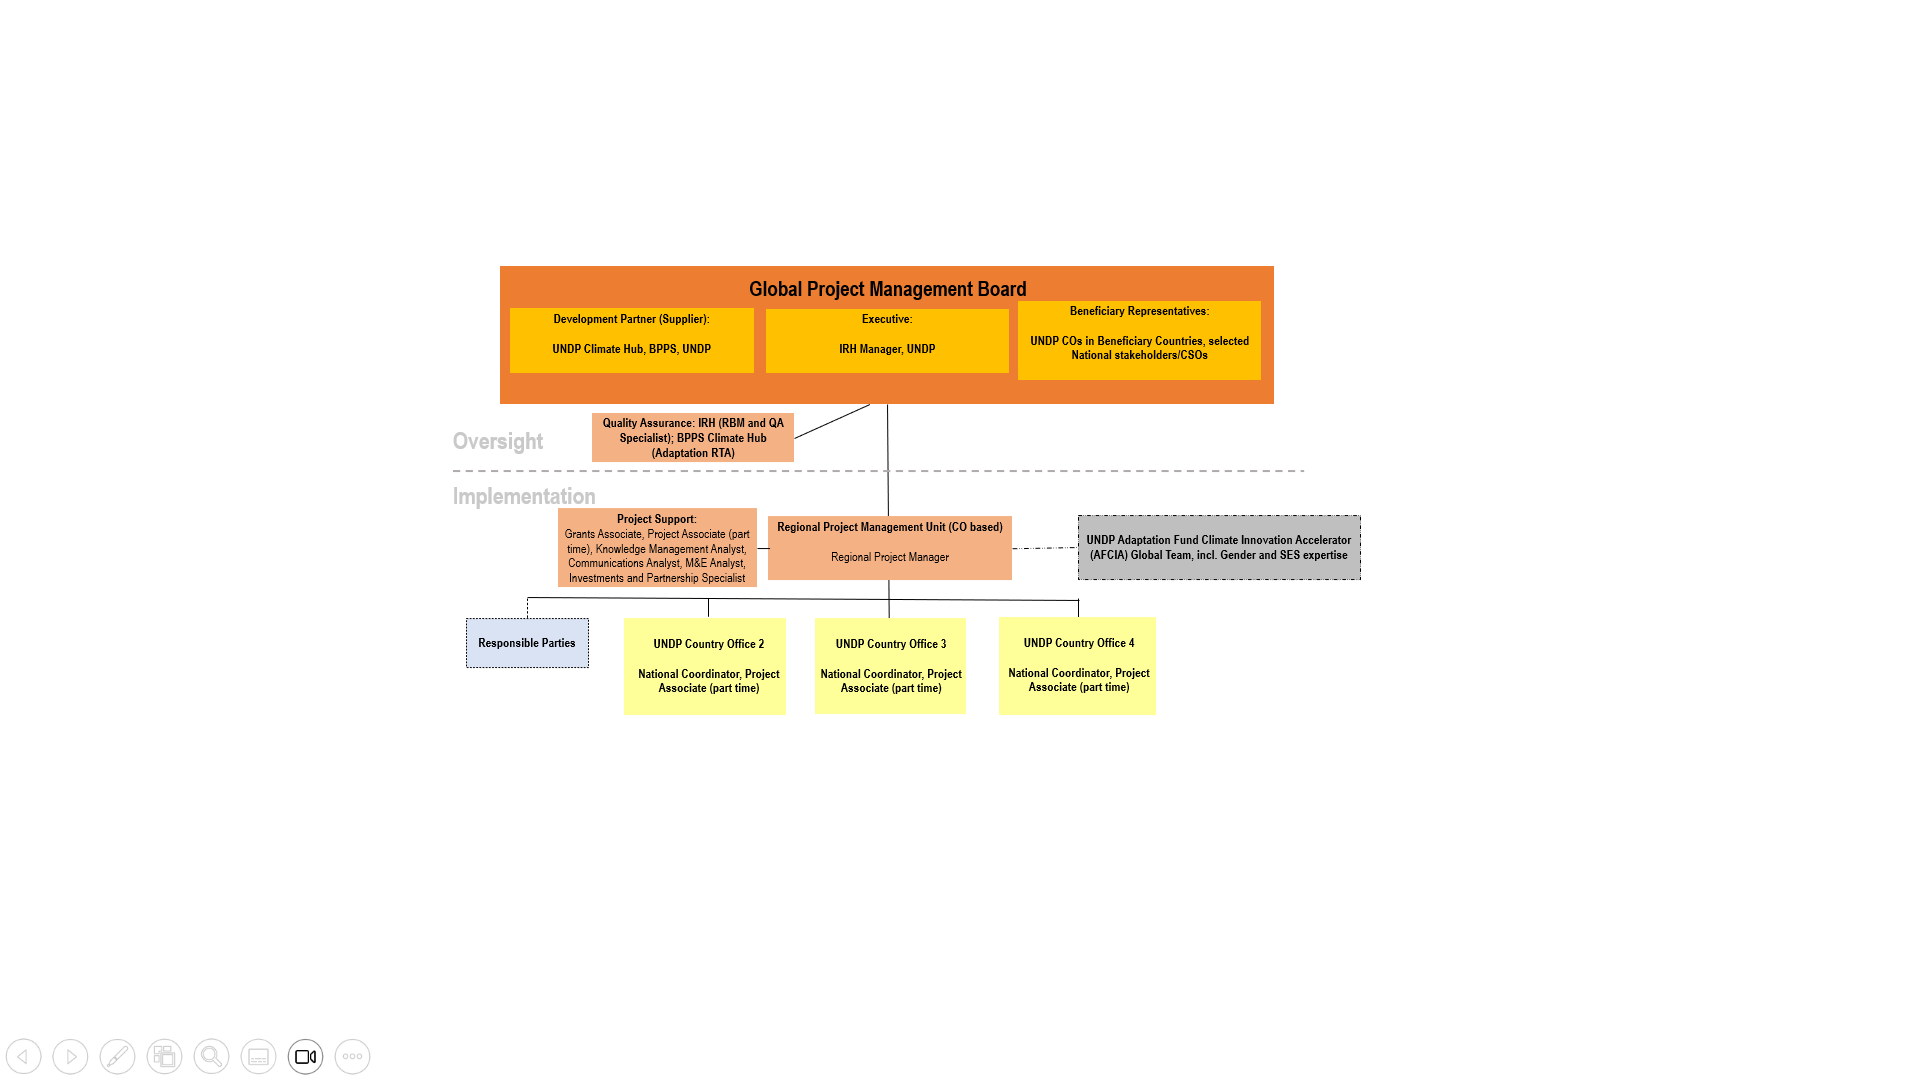 Global Project Management Board
Development Partner (Supplier):
UNDP Climate Hub, BPPS, UNDP
Executive:
IRH Manager, UNDP
Beneficiary Representatives:
UNDP COs in Beneficiary Countries, selected
National stakeholders/CSOs
Quality Assurance: IRH (RBM and QA
Specialist); BPPS Climate Hub
(Adaptation RTA)
Oversight
Implementation
Project Support:
Grants Associate, Project Associate (part
time), Knowledge Management Analyst,
Communications Analyst, M&E Analyst,
Investments and Partnership Specialist
Regional Project Management Unit (CO based)
Regional Project Manager
UNDP Adaptation Fund Climate Innovation Accelerator
(AFCIA) Global Team, incl. Gender and SES expertise
Responsible Parties
UNDP Country Office 2
National Coordinator, Project
Associate (part time)
UNDP Country Office 3
National Coordinator, Project
Associate (part time)
UNDP Country Office 4
National Coordinator, Project
Associate (part time)